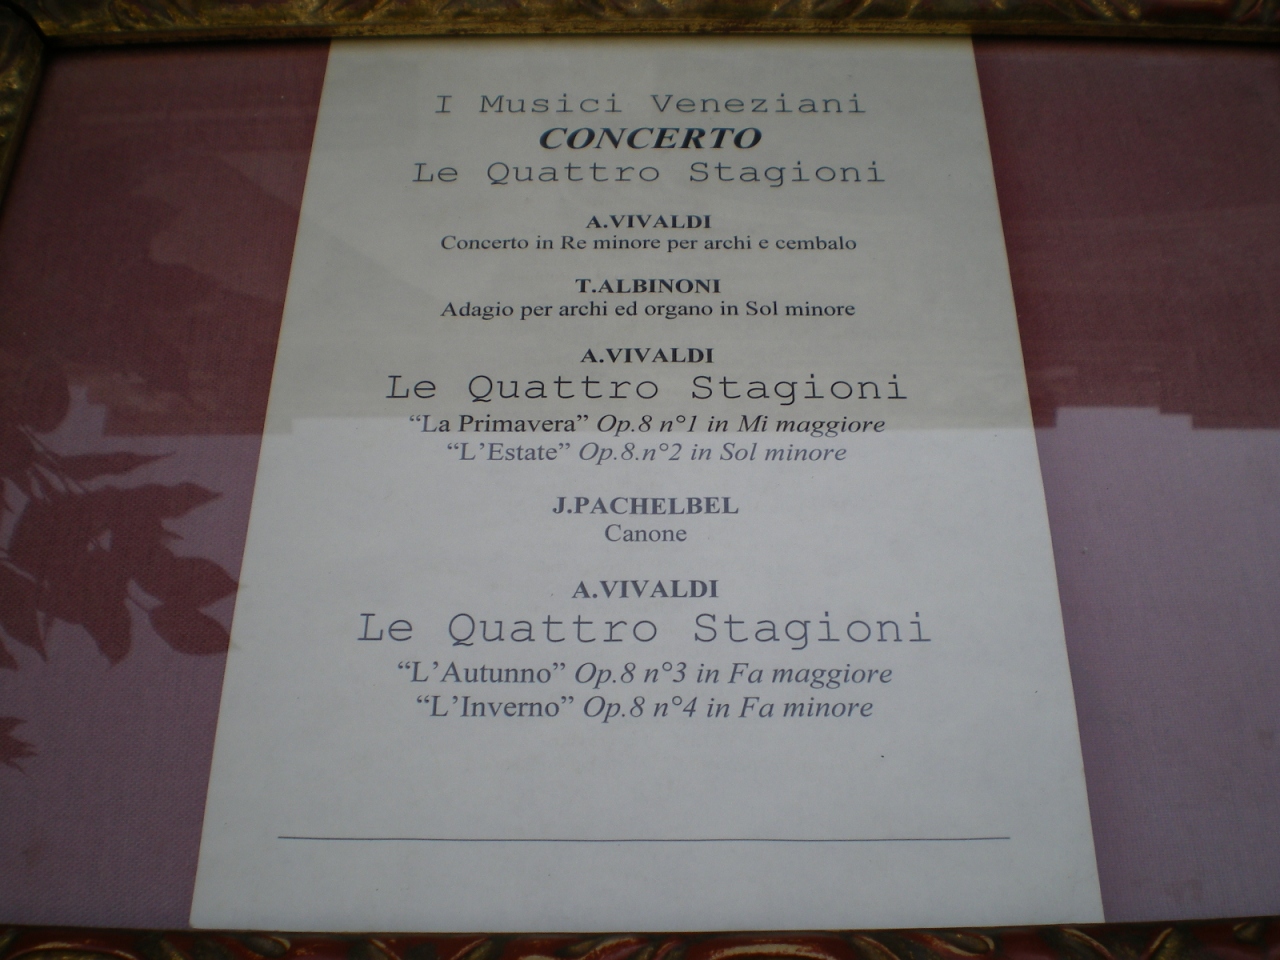 I Musici Veneziani
CONCERTO
Le Quattro Stagioni
A.VIVALDI
Concerto in Re minore per archi e cembalo
T.ALBINONI
Adagio per archi ed organo in Sol minore
A.VIVALDI
Le Quattro Stagioni
“La Primavera” Op.8 n°1 in Mi maggiore
“L’Estate” Op.8.n°2 in Sol minore
J.PACHELBEL
Canone
A.VIVALDI
Le Quattro Stagioni
“L’Autunno” Op.8 n°3 in Fa maggiore
“L’Inverno” Op.8 n°4 in Fa minore